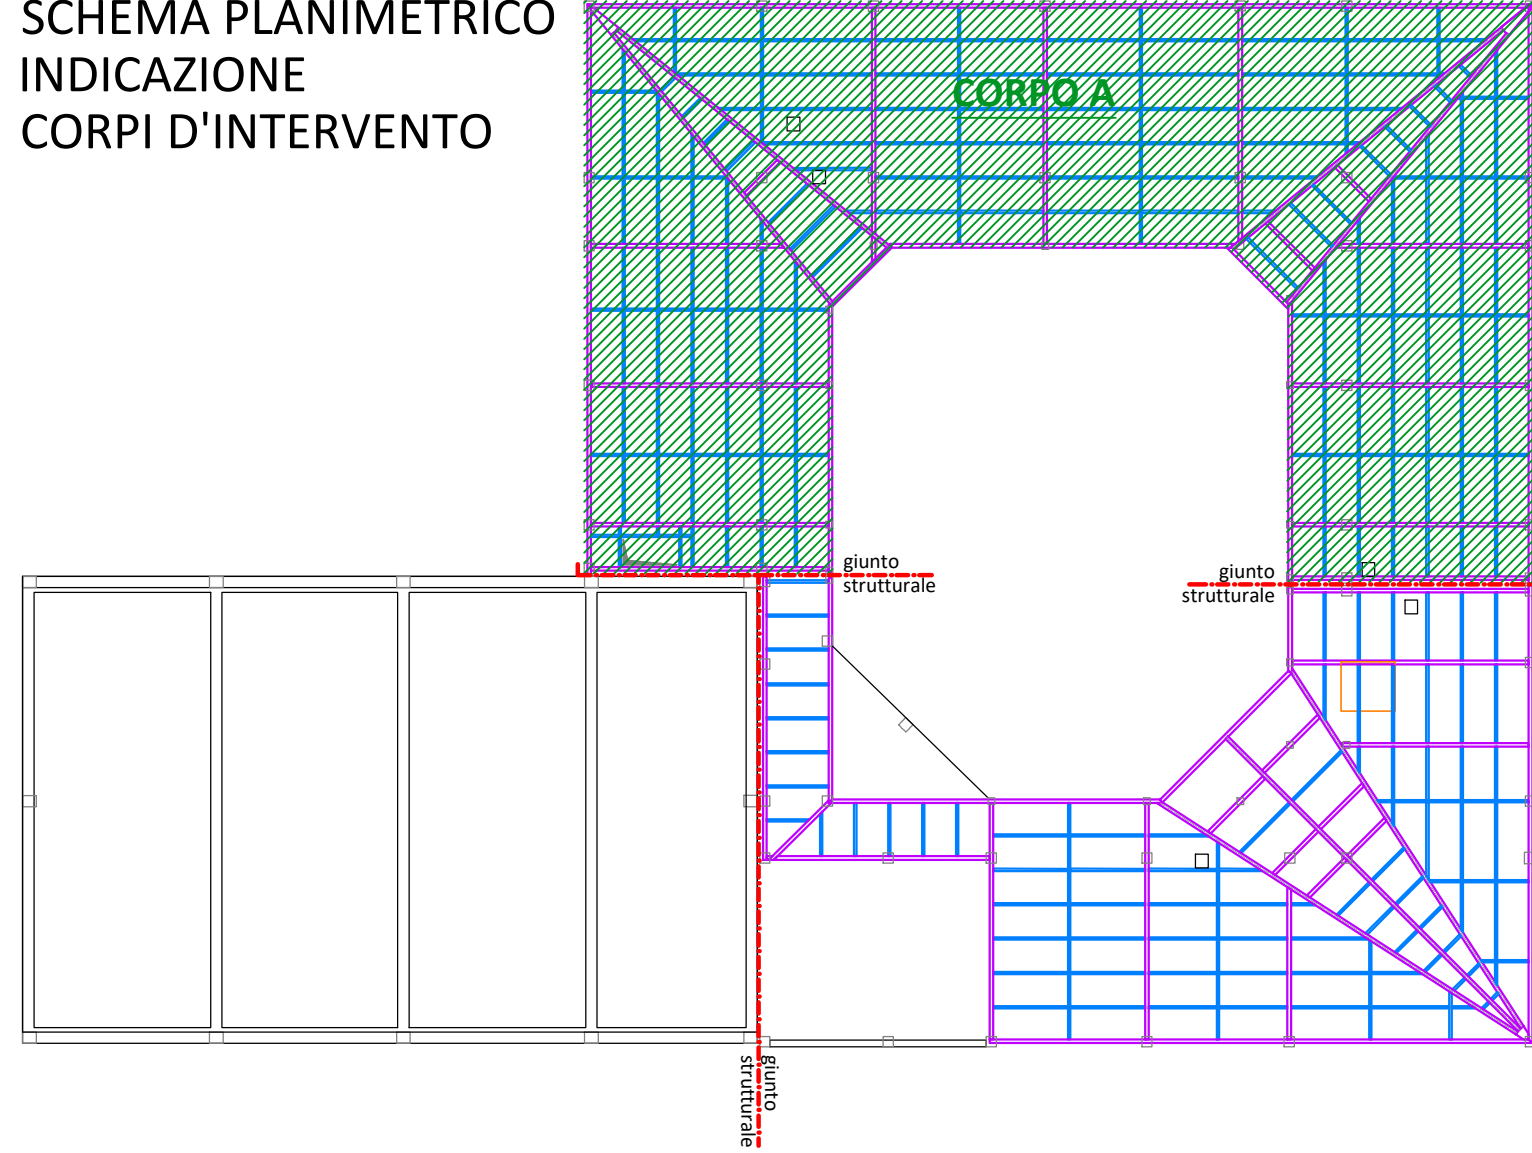 SCHEMA PLANIMETRICO
INDICAZIONE
CORPI D'INTERVENTO
CORPO A
giunto
strutturale
giunto
strutturale
giunto
strutturale